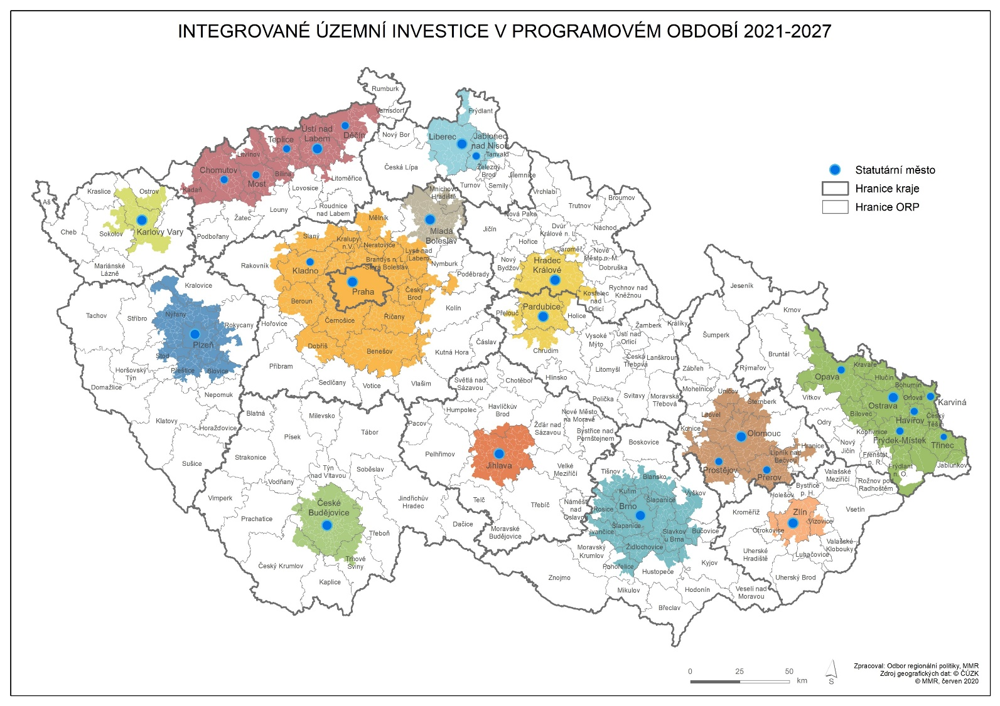 INTEGROVANÉ ÚZEMNÍ INVESTICE V PROGRAMOVÉM OBDOBÍ 2021-2027
Rumburk
Varnsdorf
Frýdlant
Děčín
Ústí nad
Labem
Teplice
Litvínov
Nový Bor
Liberec
Jablonec
nad Nisou
Tanvald
Česká Lípa
Železný
Brod
Jilemnice
Chomutov
Most
Bílina
Kadaň
Litoměřice
Lovosice
Turnov
Semily
Vrchlabí
Statutární město
Hranice kraje
Hranice ORP
Mnichovo
Hradiště
Kraslice
Ostrov
Aš
Louny
Roudnice
nad Labem
Žatec
Trutnov
Broumov
Nová Paka
Mělník
Mladá
Boleslav
Jičín
Dvůr
Králové n. L.
Náchod
Cheb
Sokolov
Karlovy Vary
Podbořany
Slaný
Kralupy
n.V.
Neratovice
Hořice
Jaroměř
Nové
Město n. M.
Lysá nad
Labem
Brandýs n. L.
Stará Boleslav
Nymburk
Nový
Bydžov
Hradec
Králové
Dobruška
Mariánské
Lázně
Rakovník
Kladno
Poděbrady
Praha
Český
Brod
Kralovice
Rychnov nad
Kněžnou
Kostelec
nad
Orlicí
Jeseník
Beroun
Kolín
Pardubice
Přelouč
Holice
Krnov
Tachov
Stříbro
Nýřany
Rokycany
Hořovice
Černošice
Říčany
Žamberk
Králíky
Plzeň
Ústí nad
Orlicí
Vysoké
Mýto
Šumperk
Dobříš
Benešov
Čáslav
Kutná Hora
Chrudim
Česká
Třebová
Lanškroun
Bruntál
Stod
Příbram
Litomyšl
Zábřeh
Rýmařov
Opava
Kravaře
Hlučín
Bohumín
Horšovský
Týn
Přeštice
Blovice
Domažlice
Sedlčany
Votice
Vlašim
Světlá nad
Sázavou
Chotěboř
Hlinsko
Nepomuk
Polička
Svitavy
Moravská
Třebová
Mohelnice
Uničov
Šternberk
Vítkov
Ostrava
Orlová
Karviná
Blatná
Milevsko
Humpolec
Havlíčkův
Brod
Nové Město
na Moravě
Litovel
Bílovec
Havířov
Český
Těšín
Klatovy
Horažďovice
Písek
Tábor
Pacov
Žďár nad
Sázavou
Bystřice nad
Pernštejnem
Konice
Olomouc
Odry
Kopřivnice
Frýdek-Místek
Třinec
Boskovice
Hranice
Nový
Jičín
Strakonice
Pelhřimov
Jihlava
Lipník nad
Bečvou
Frenštát
p. R.
Sušice
Týn
nad Vltavou
Soběslav
Velké
Meziříčí
Tišnov
Blansko
Prostějov
Přerov
Frýdlant
n. O.
Jablunkov
Vodňany
Valašské
Meziříčí
Rožnov pod
Radhoštěm
Vimperk
České
Budějovice
Jindřichův
Hradec
Telč
Třebíč
Náměšť
nad
Oslavou
Kuřim
Brno
Šlapanice
Vyškov
Bystřice
p. H.
Holešov
Rosice
Kroměříž
Zlín
Vsetín
Prachatice
Dačice
Moravské
Budějovice
Ivančice
Šlapanice
Slavkov
u Brna
Bučovice
Otrokovice
Vizovice
Třeboň
Moravský
Krumlov
Židlochovice
Valašské
Klobouky
Trhové
Sviny
Uherské
Hradiště
Luhačovice
Český Krumlov
Pohořelice
Hustopeče
Kyjov
Kaplice
Znojmo
Uherský Brod
Mikulov
Hodonín
Veselí nad
Moravou
Břeclav
0 25 50
km
S
Zpracoval: Odbor regionální politiky, MMR
Zdroj geografických dat: © ČÚZK
© MMR, červen 2020